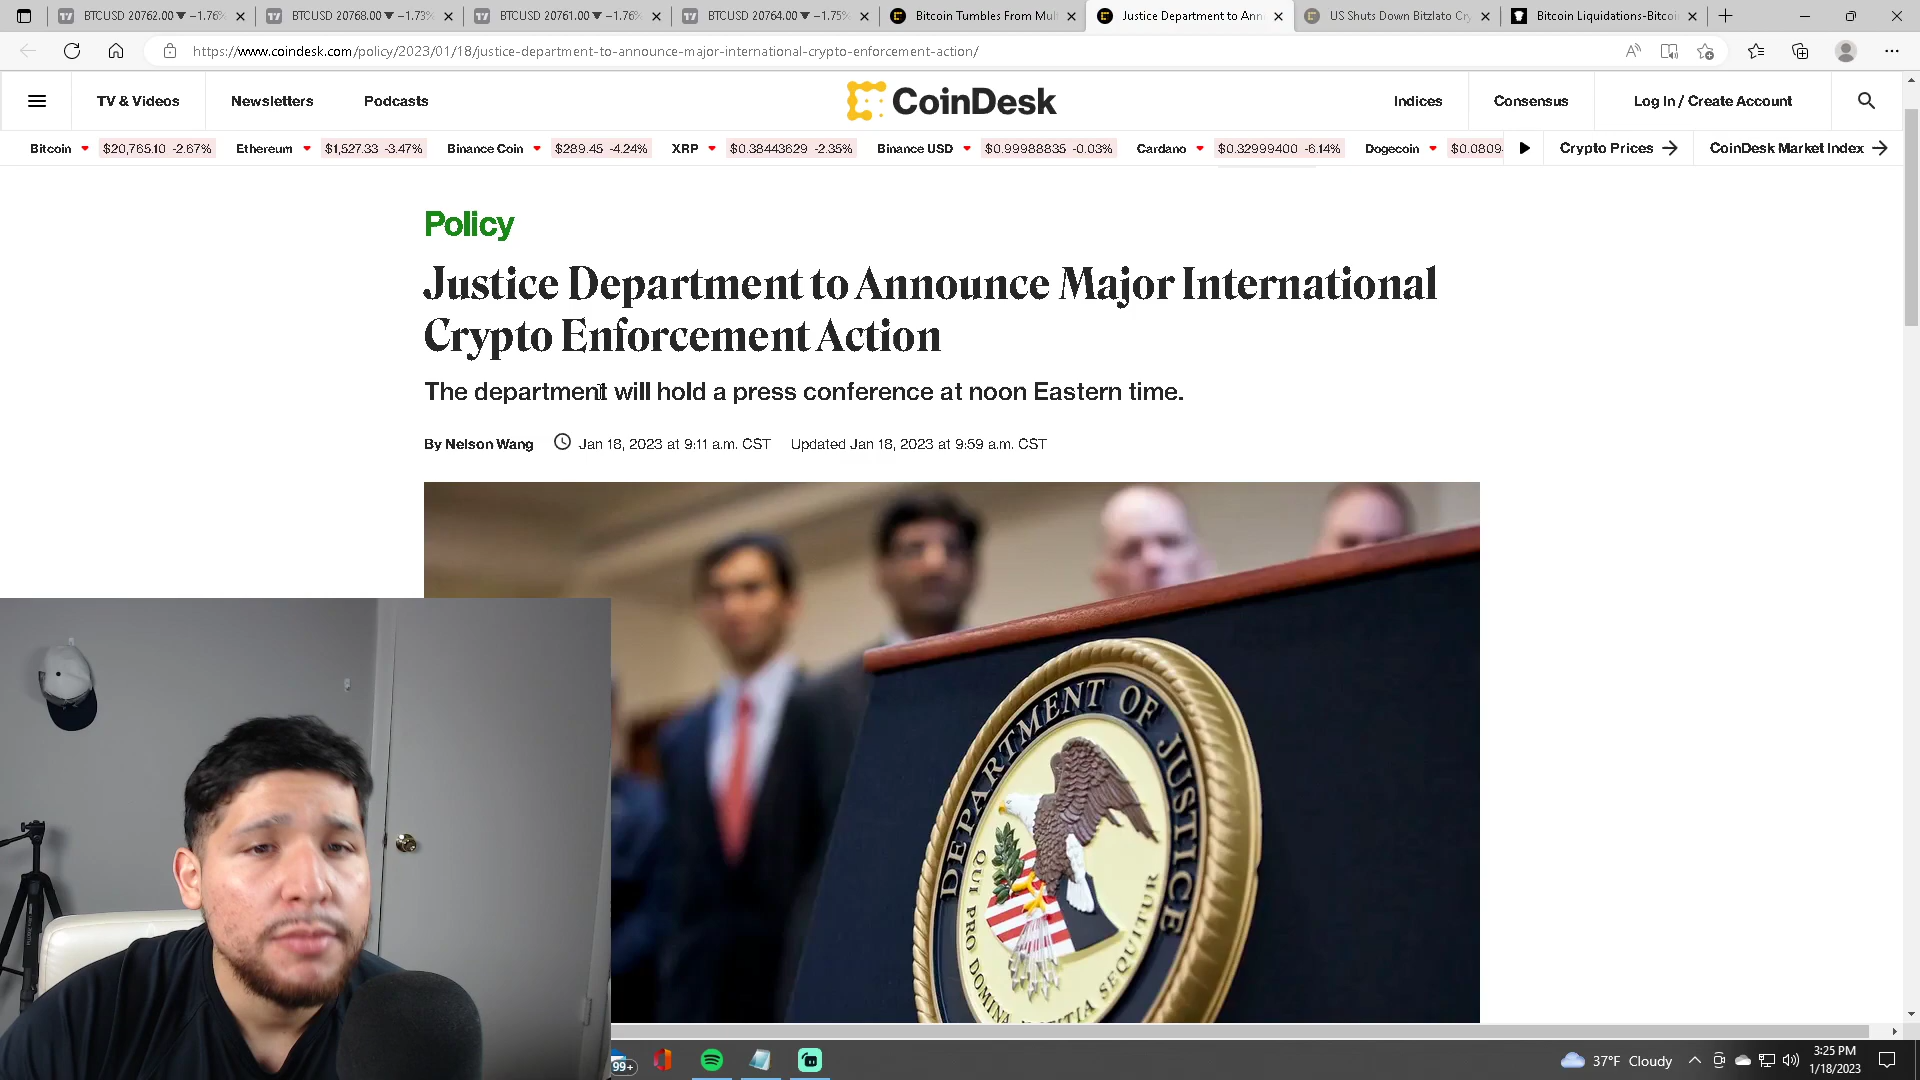 BTCUSD 20762.00 ▼ −1.76%
BTCUSD 20768.00 ▼ −1.73%
BTCUSD 20761.00 ▼ −1.76%
BTCUSD 20764.00 ▼ −1.75%
Bitcoin Tumbles From Mul
Justice Department to Ann
US Shuts Down Bitzlato Cry
Bitcoin Liquidations-Bitcoi
https://www.coindesk.com/policy/2023/01/18/justice-department-to-announce-major-international-crypto-enforcement-action/
TV & Videos
Newsletters
Podcasts
CoinDesk
Indices
Consensus
Log In / Create Account
Bitcoin $20,765.10 -2.67%
Ethereum $1,527.33 -3.47%
Binance Coin $289.45 -4.24%
XRP $0.38443629 -2.35%
Binance USD $0.99988835 -0.03%
Cardano $0.32999400 -6.14%
Dogecoin $0.0809
Crypto Prices →
CoinDesk Market Index →
Policy
Justice Department to Announce Major International
Crypto Enforcement Action
The department will hold a press conference at noon Eastern time.
By Nelson Wang Jan 18, 2023 at 9:11 a.m. CST Updated Jan 18, 2023 at 9:59 a.m. CST
DEPARTMENT OF JUSTICE
QUI PRO DOMINA SEQUITUR
99+
37°F Cloudy
3:25 PM
1/18/2023